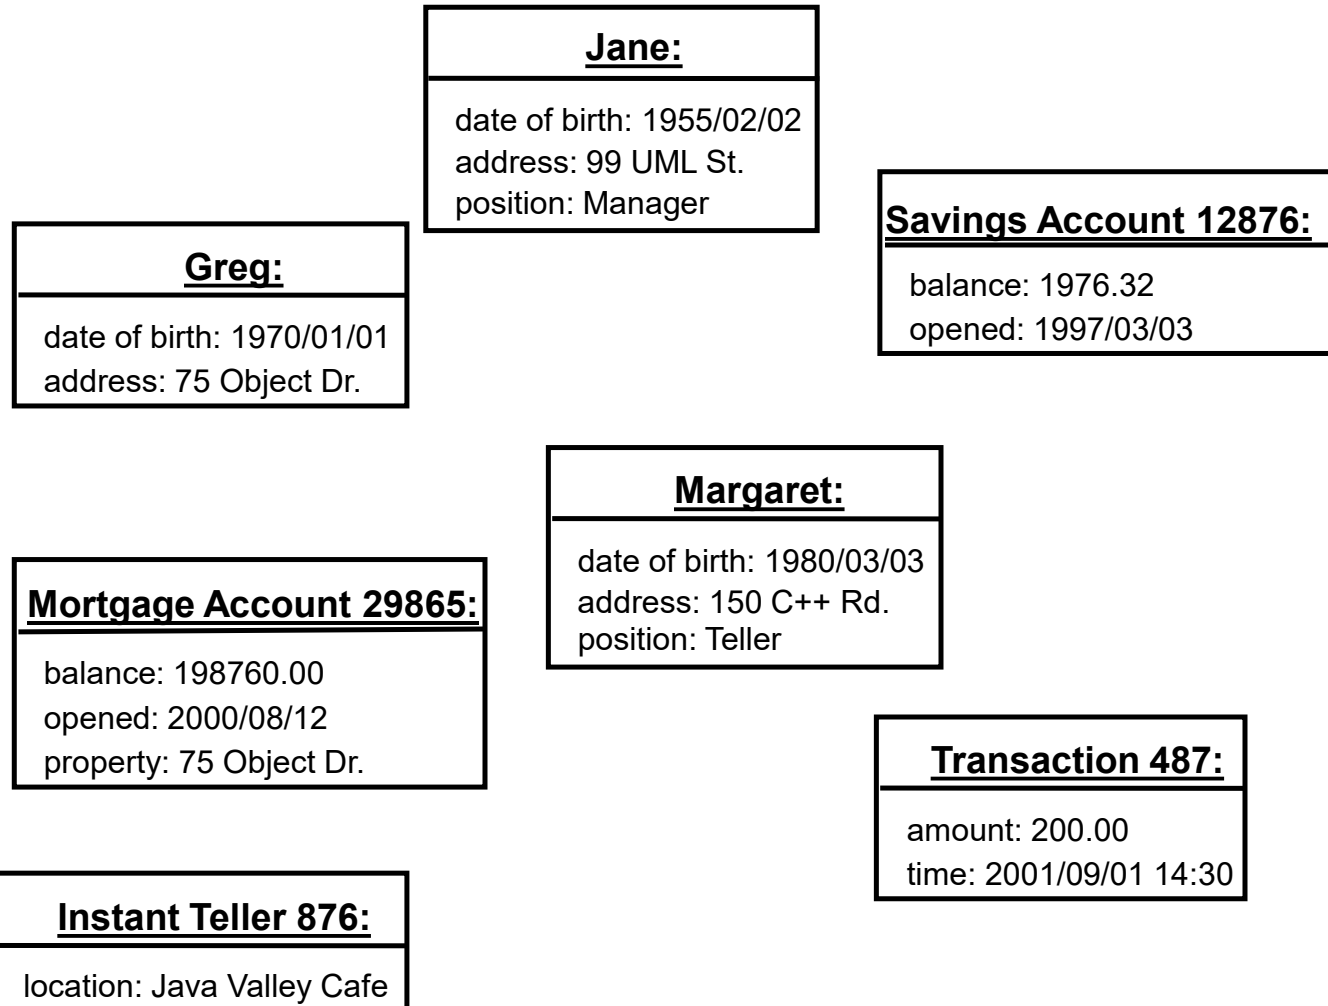 Jane:
date of birth: 1955/02/02
address: 99 UML St.
position: Manager
Savings Account 12876:
balance: 1976.32
opened: 1997/03/03
Greg:
date of birth: 1970/01/01
address: 75 Object Dr.
Margaret:
date of birth: 1980/03/03
address: 150 C++ Rd.
position: Teller
Mortgage Account 29865:
balance: 198760.00
opened: 2000/08/12
property: 75 Object Dr.
Transaction 487:
amount: 200.00
time: 2001/09/01 14:30
Instant Teller 876:
location: Java Valley Cafe